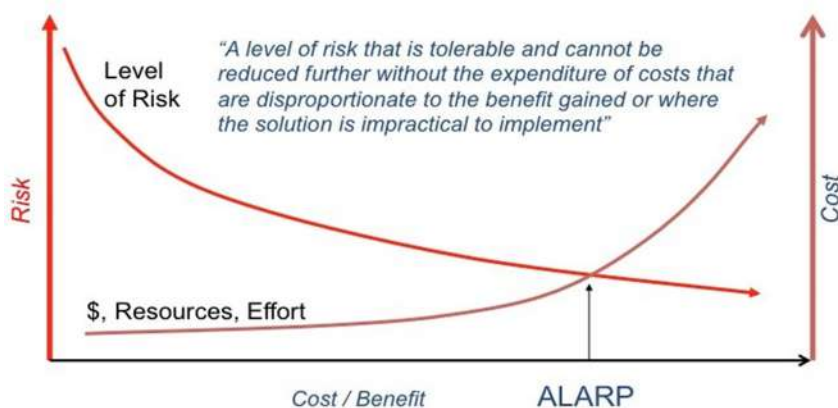 "A level of risk that is tolerable and cannot be
reduced further without the expenditure of costs that
are disproportionate to the benefit gained or where
the solution is impractical to implement"
Level
of Risk
Risk
Cost
$, Resources, Effort
Cost / Benefit
ALARP